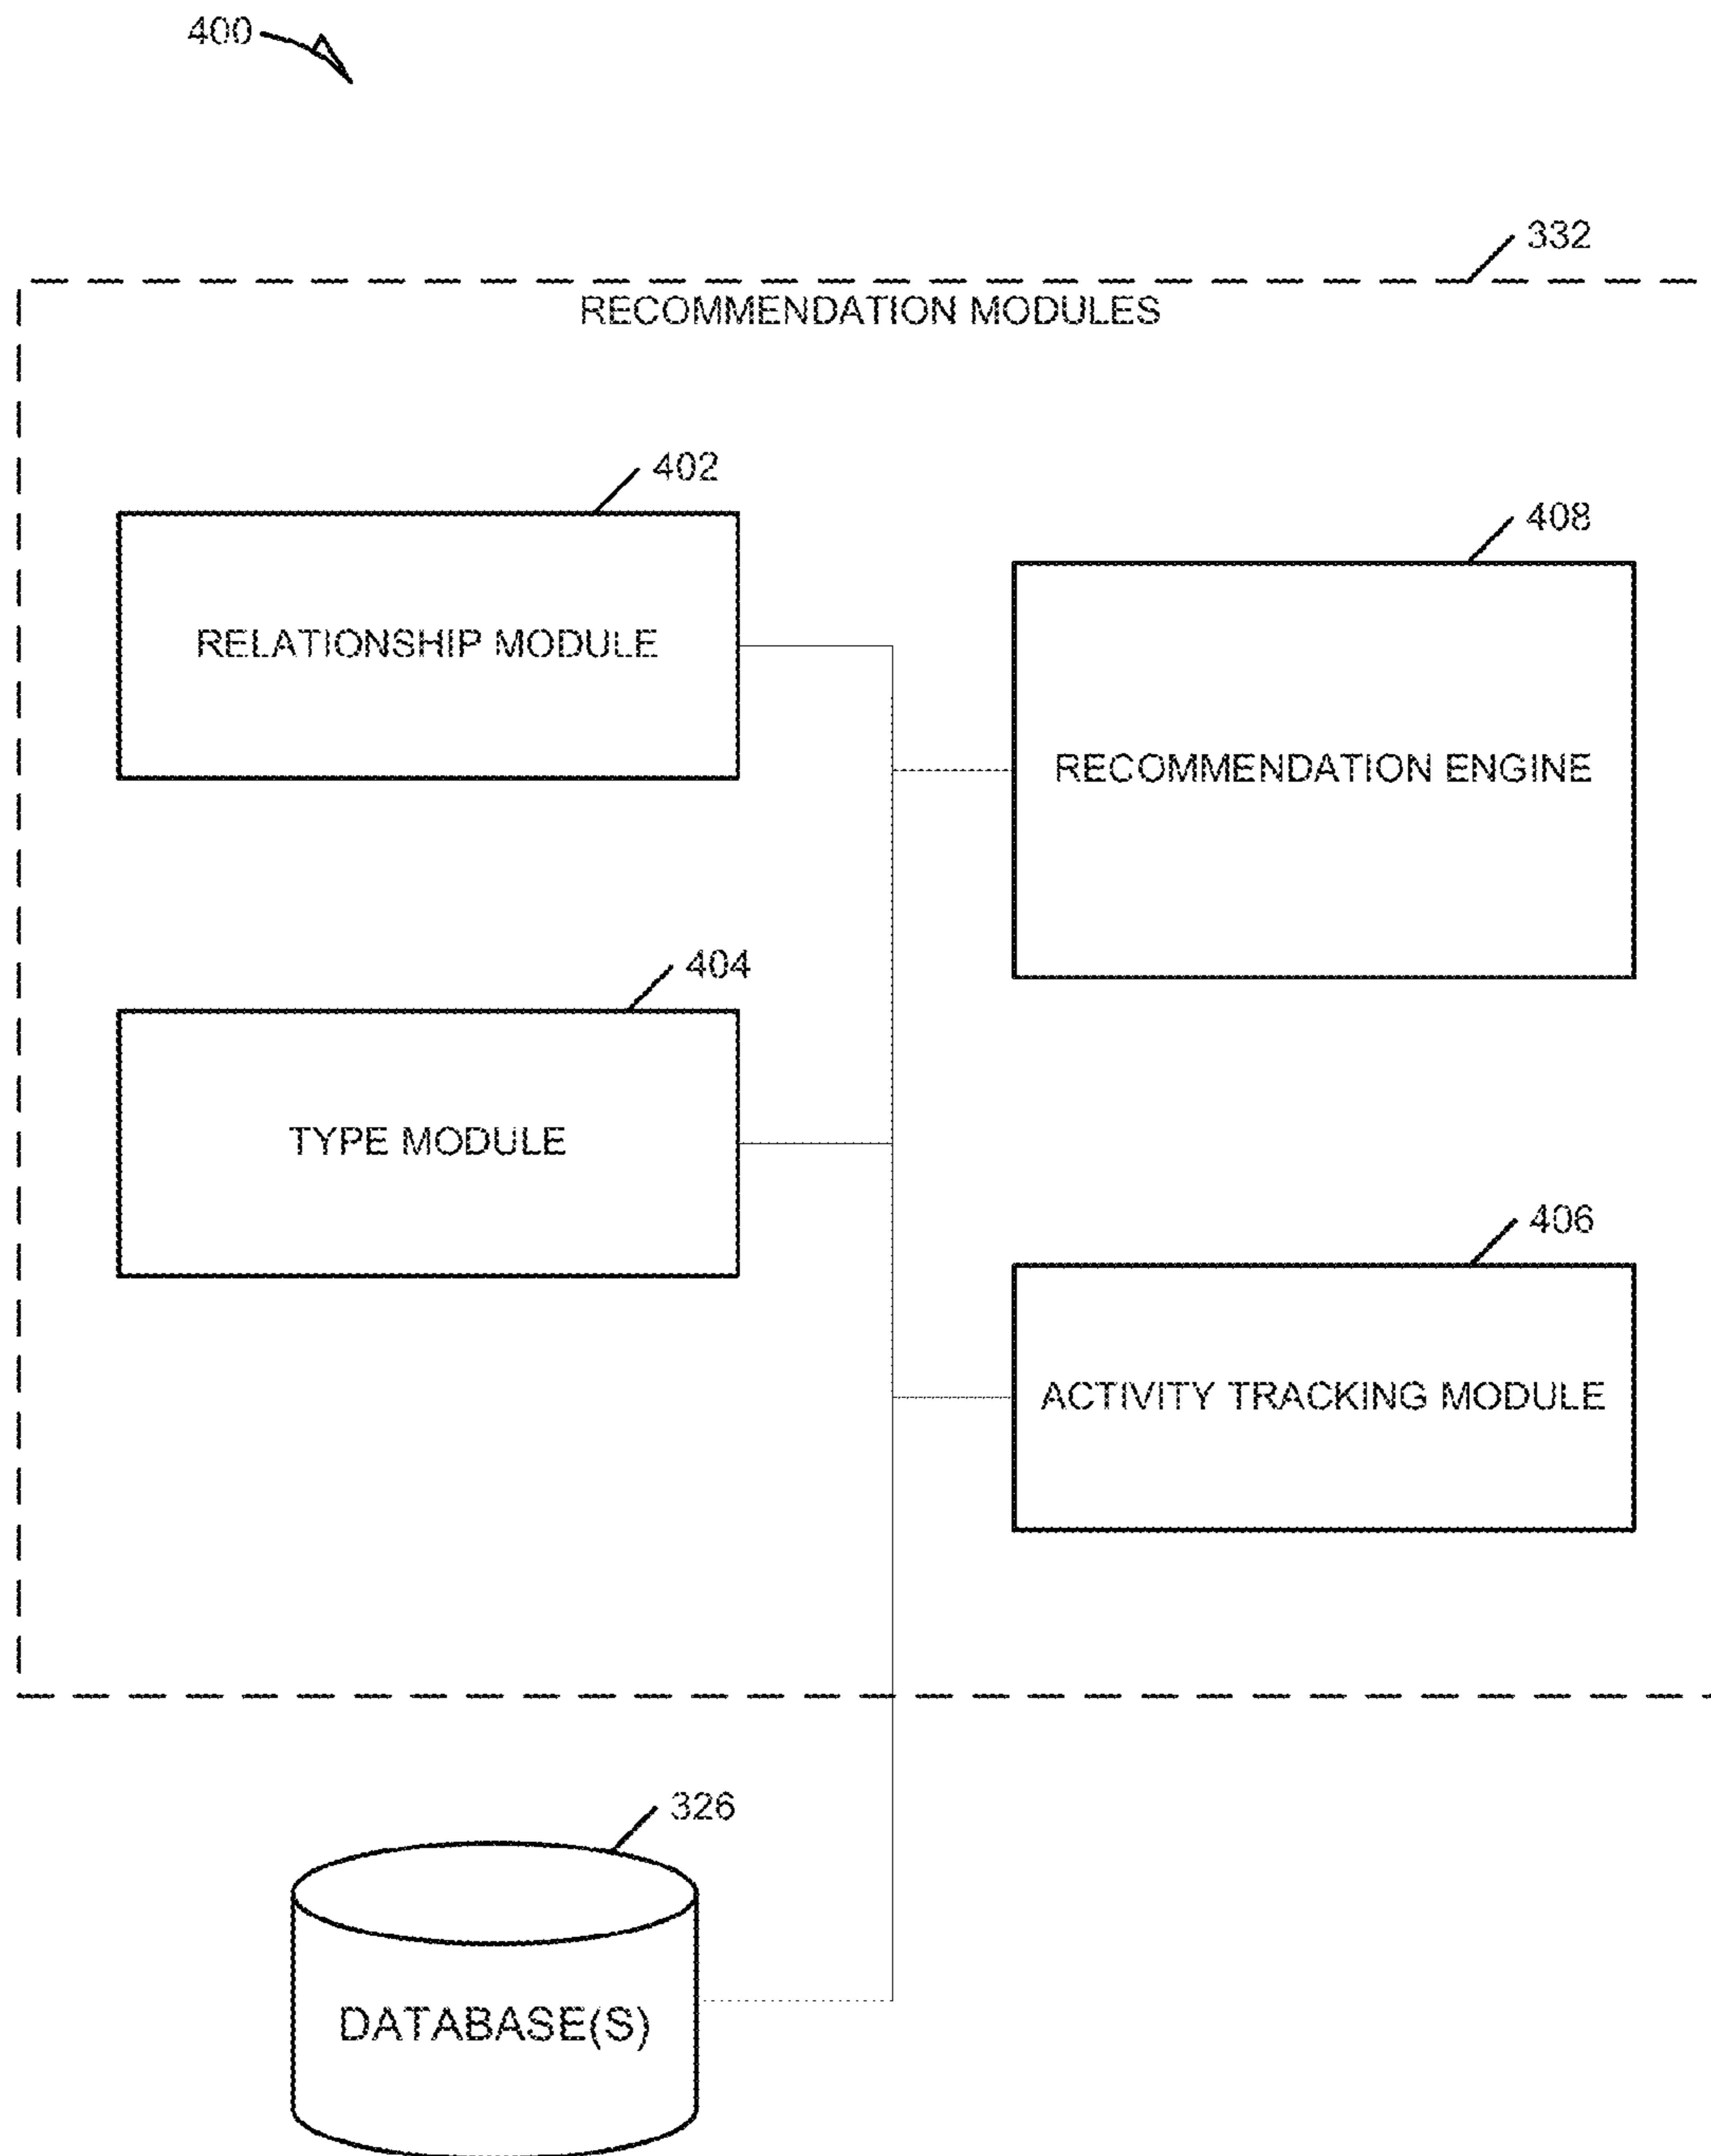 400
332
RECOMMENDATION MODULES
402
408
RELATIONSHIP MODULE
RECOMMENDATION ENGINE
404
TYPE MODULE
406
ACTIVITY TRACKING MODULE
326
DATABASE(S)